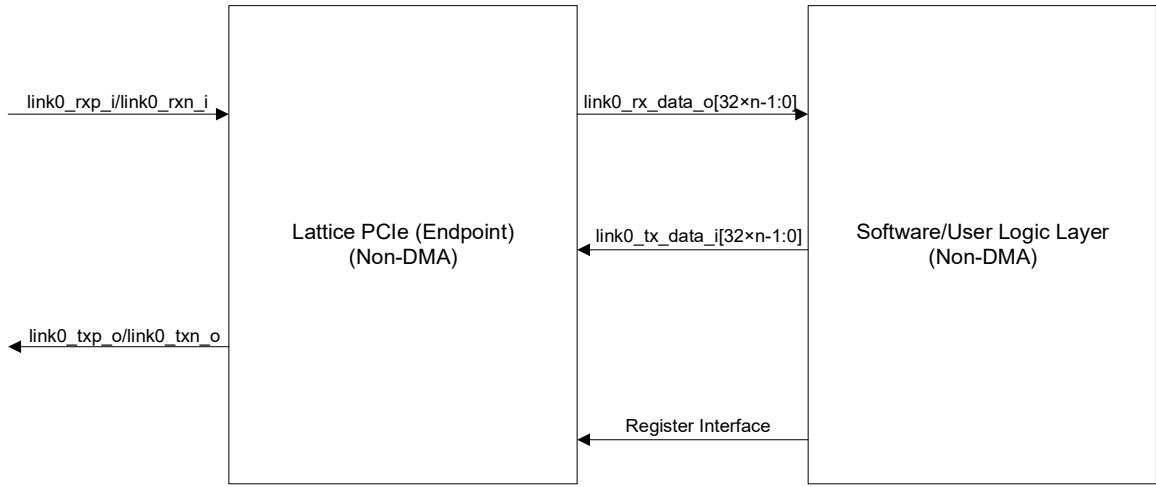 link0_rxp_i/link0_rxn_i
link0_rx_data_o[32×n-1:0]
Lattice PCIe (Endpoint)
(Non-DMA)
link0_tx_data_i[32×n-1:0]
Software/User Logic Layer
(Non-DMA)
link0_txp_o/link0_txn_o
Register Interface